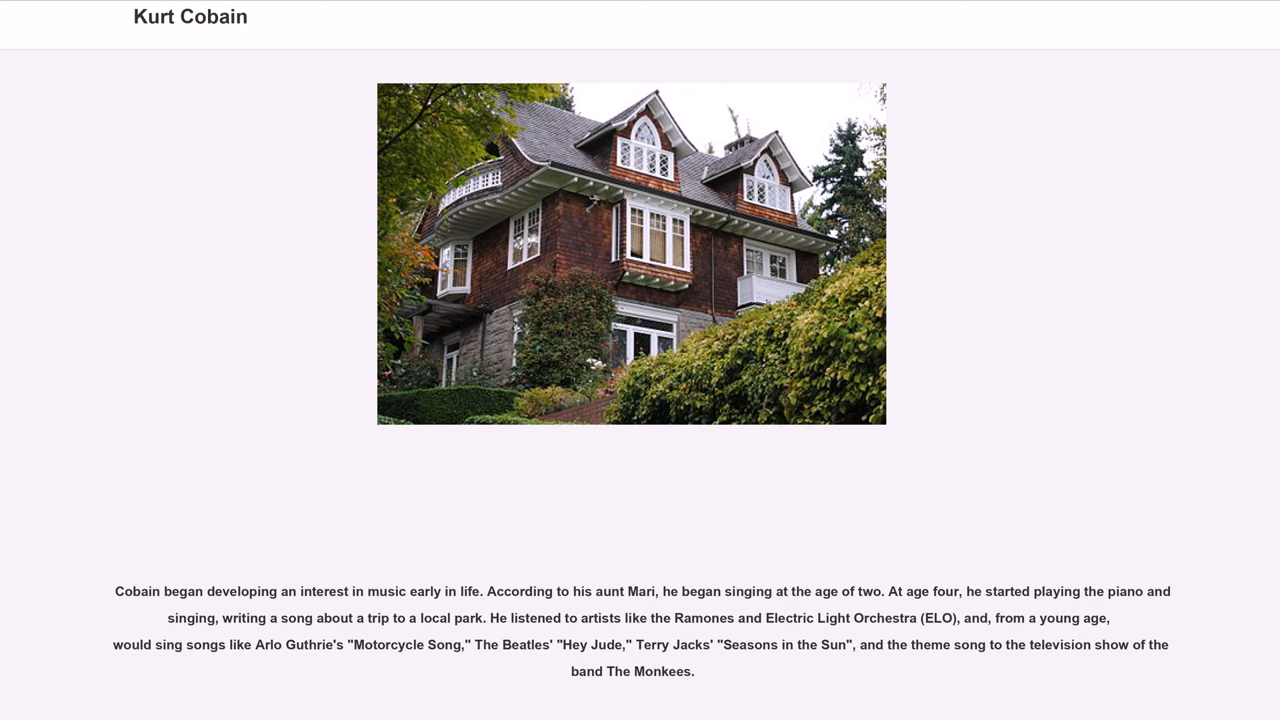 Kurt Cobain
Cobain began developing an interest in music early in life. According to his aunt Mari, he began singing at the age of two. At age four, he started playing the piano and
singing, writing a song about a trip to a local park. He listened to artists like the Ramones and Electric Light Orchestra (ELO), and, from a young age,
would sing songs like Arlo Guthrie's "Motorcycle Song," The Beatles' "Hey Jude," Terry Jacks' "Seasons in the Sun", and the theme song to the television show of the
band The Monkees.